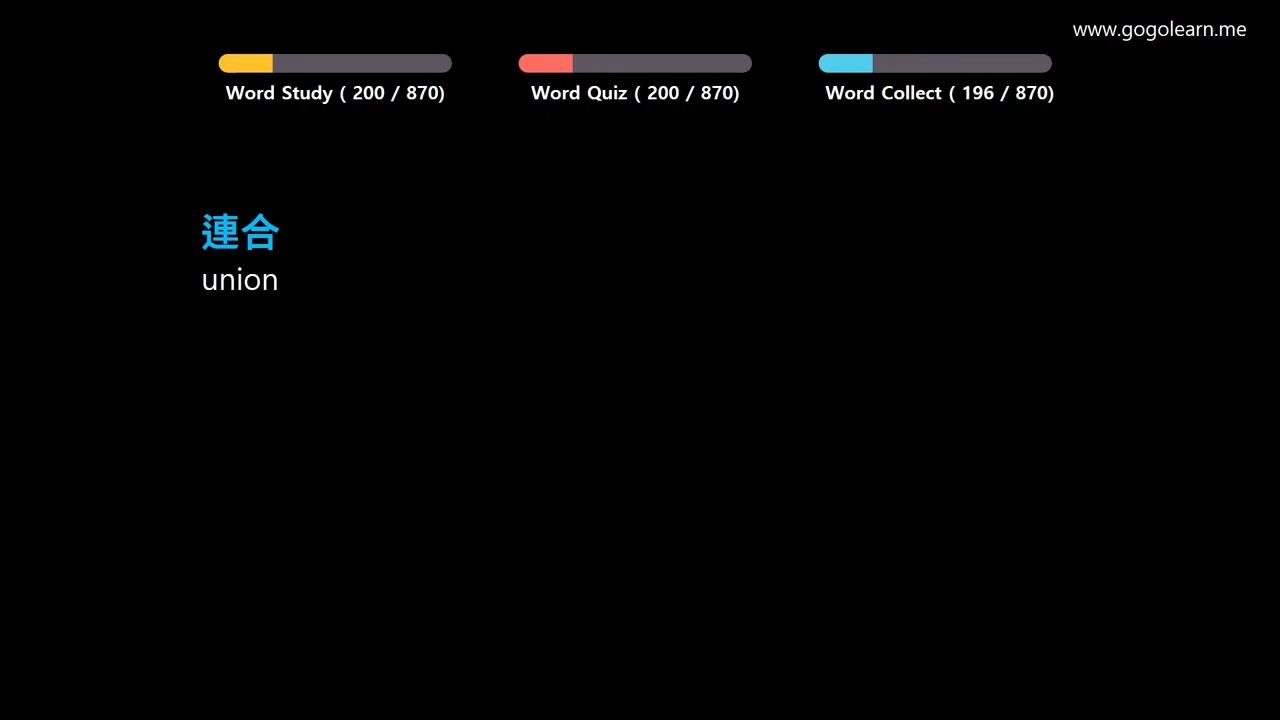 www.gogolearn.me
Word Study ( 200 / 870)
Word Quiz ( 200 / 870)
Word Collect ( 196 / 870)
連合
union